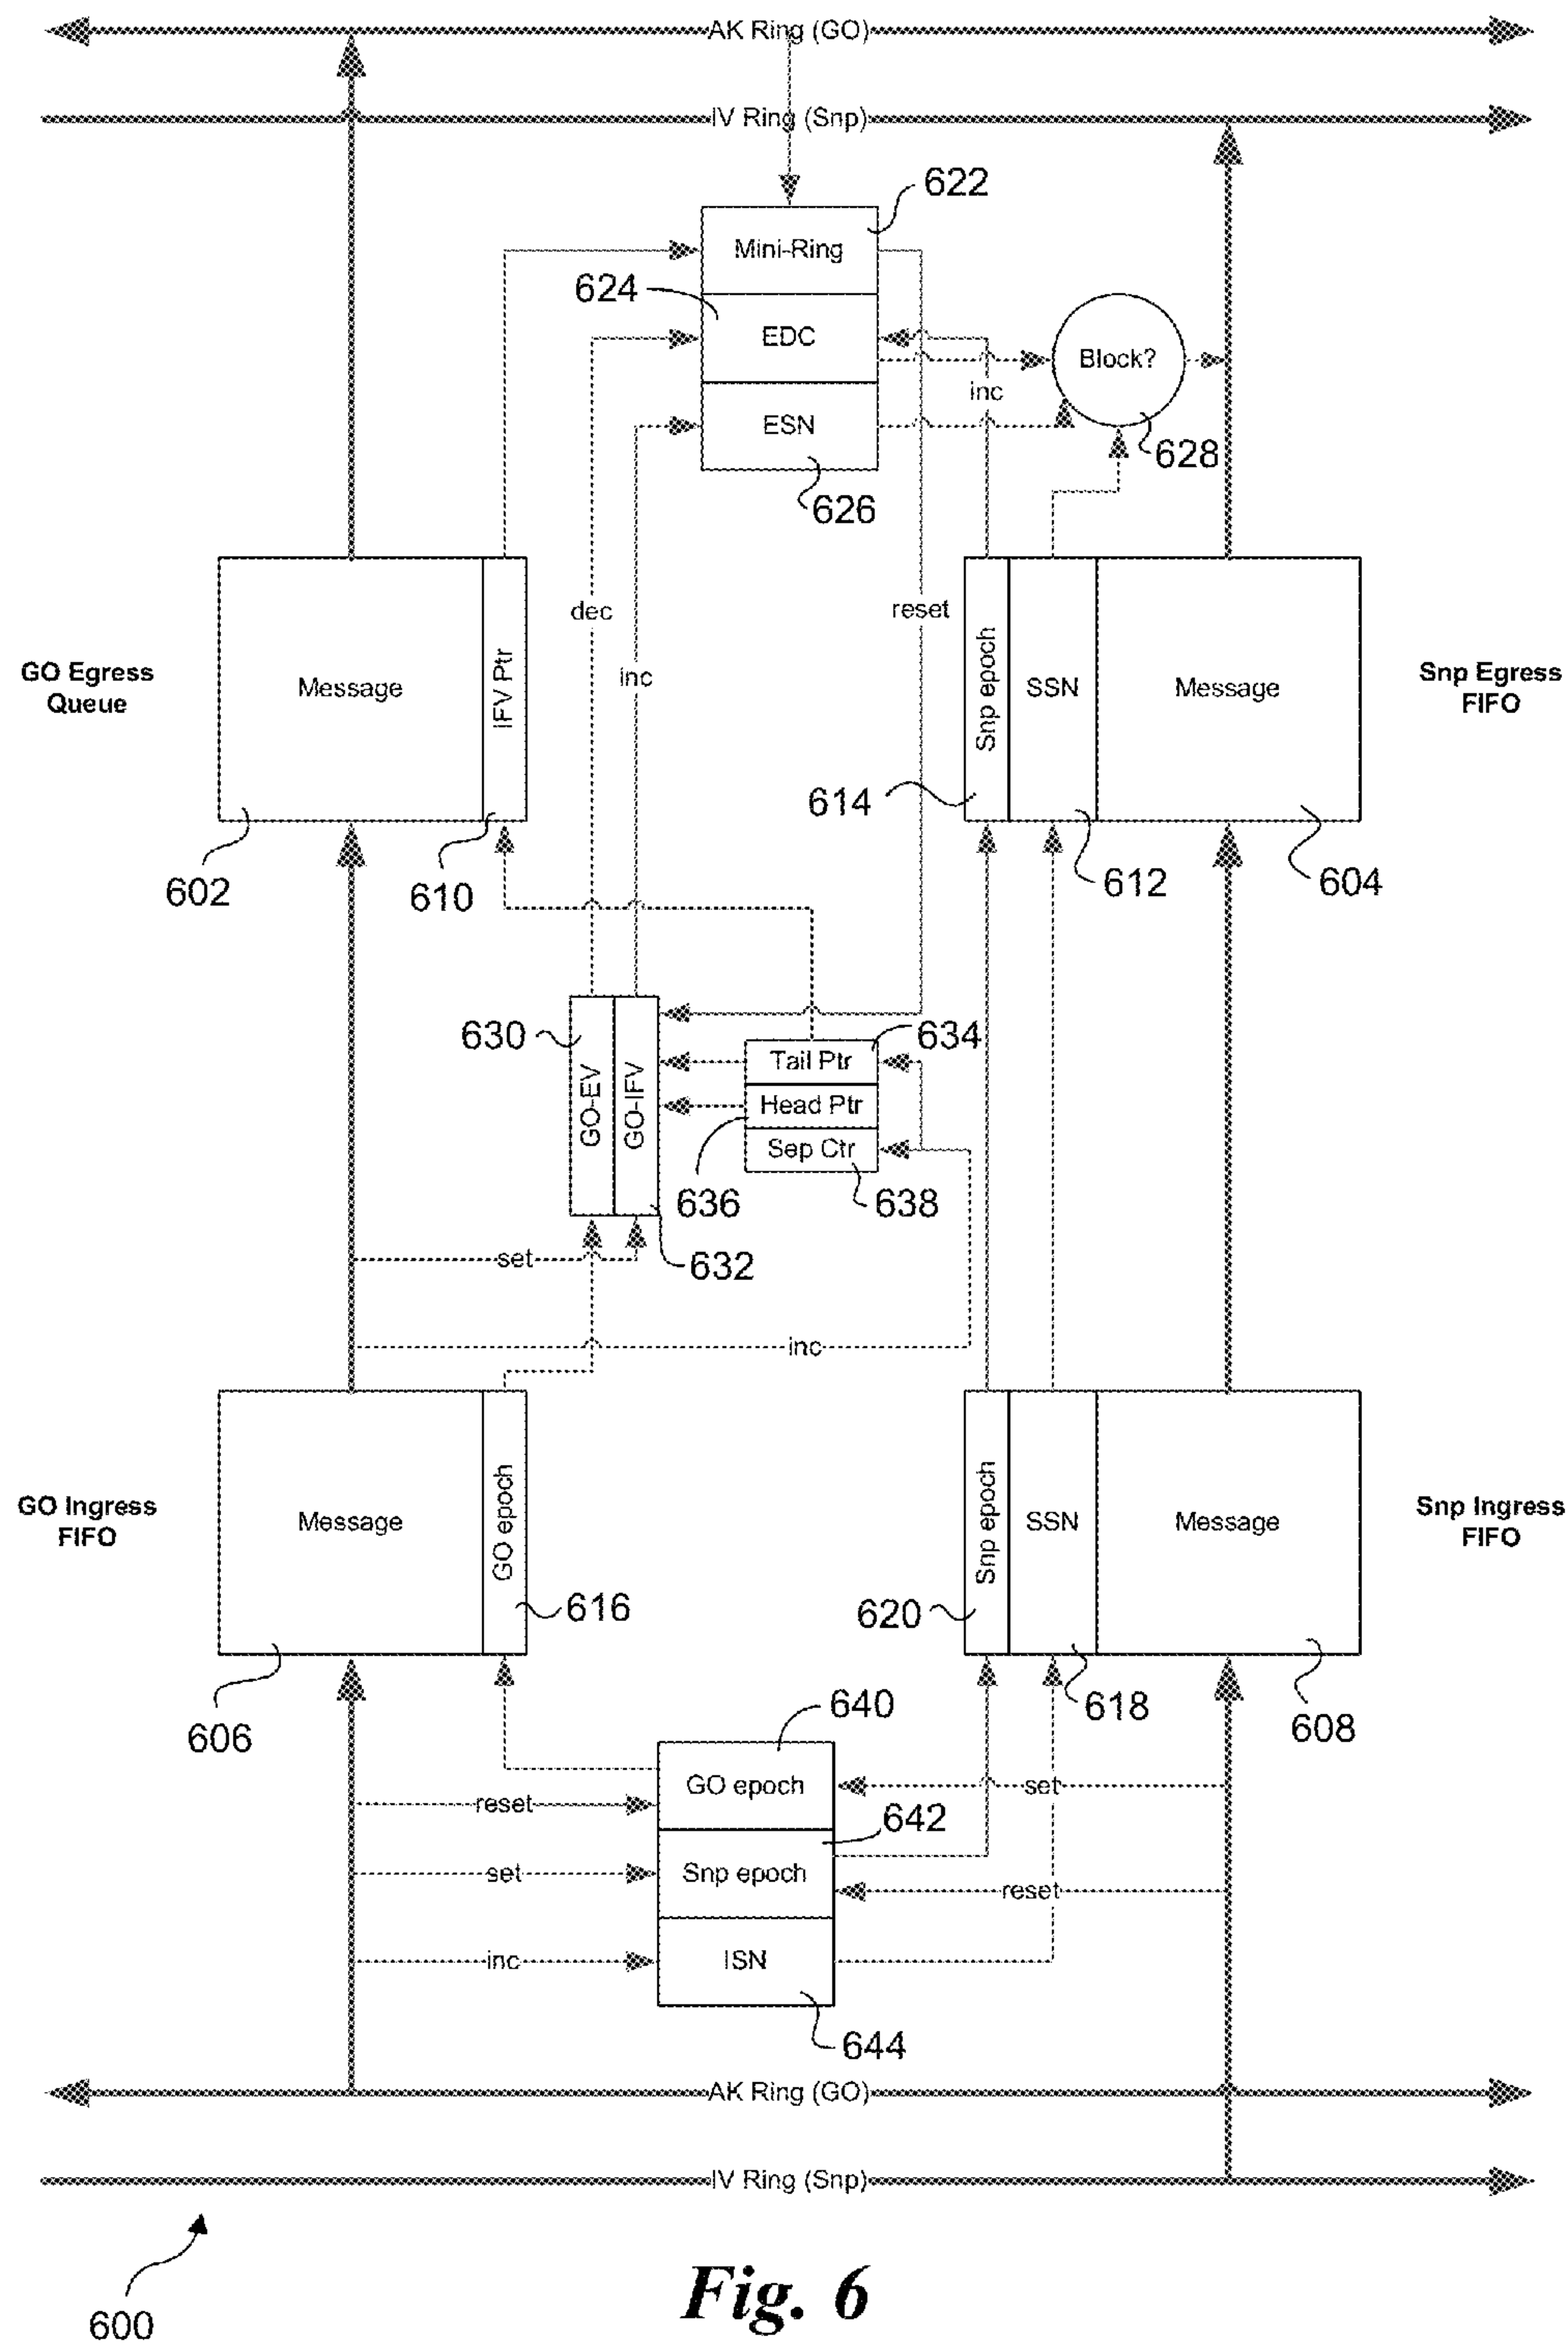 AK Ring (GO)
IV Ring (Snp)
622
Mini-Ring
624
EDC
Block?
inc
ESN
628
626
dec
reset
inc
GO Egress
Queue
Message
IFV Ptr
Snp epoch
SSN
Message
Snp Egress
FIFO
614
602
610
612
604
630
634
GO-EV
GO-IFV
Tail Ptr
Head Ptr
Sep Ctr
636
638
set
632
inc
GO Ingress
FIFO
Message
GO epoch
Snp epoch
SSN
Message
Snp Ingress
FIFO
616
620
606
640
618
608
GO epoch
set
reset
642
set
Snp epoch
reset
inc
ISN
644
AK Ring (GO)
IV Ring (Snp)
600
Fig. 6